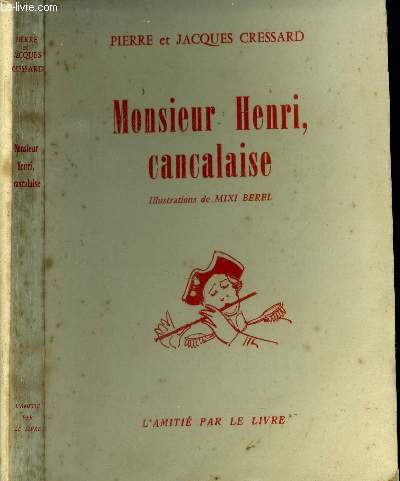 www.Le-livre.com
PIERRE
et
JACQUES
CRESSARD
Monsieur
Henri,
cancalaise
L'AMITIÉ
PAR
LE LIVRE
PIERRE et JACQUES CRESSARD
Monsieur Henri,
cancalaise
Illustrations de MIXI BEREL
L'AMITIÉ PAR LE LIVRE